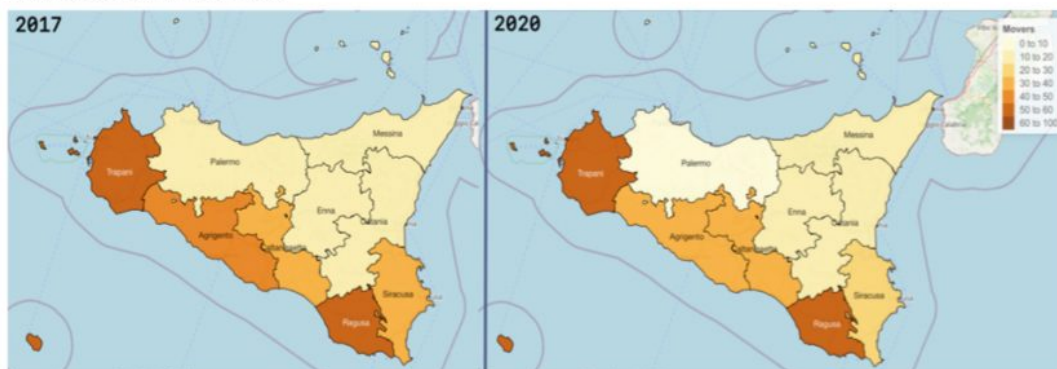 2017
Messina
Palermo
Trapani
Enna
Catania
Agrigento
Caltanissetta
Siracusa
Ragusa
2020
Movers
0 to 10
10 to 20
20 to 30
30 to 40
40 to 50
50 to 60
60 to 100
Messina
Palermo
Trapani
Enna
Catania
Agrigento
Caltanissetta
Siracusa
Ragusa